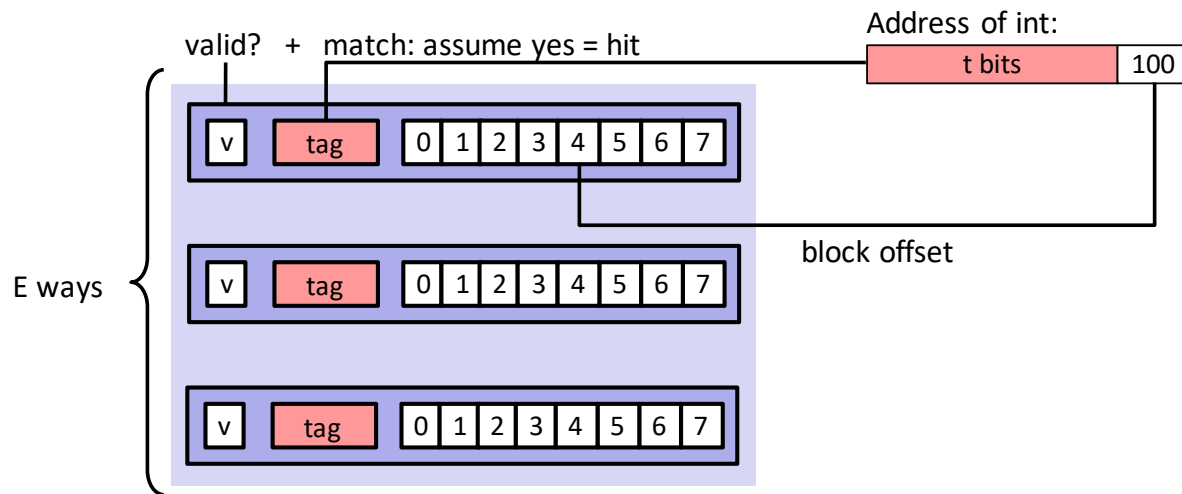 Address of int:
valid? + match: assume yes = hit
t bits 100
v tag 0 1 2 3 4 5 6 7
block offset
v tag 0 1 2 3 4 5 6 7
E ways
v tag 0 1 2 3 4 5 6 7